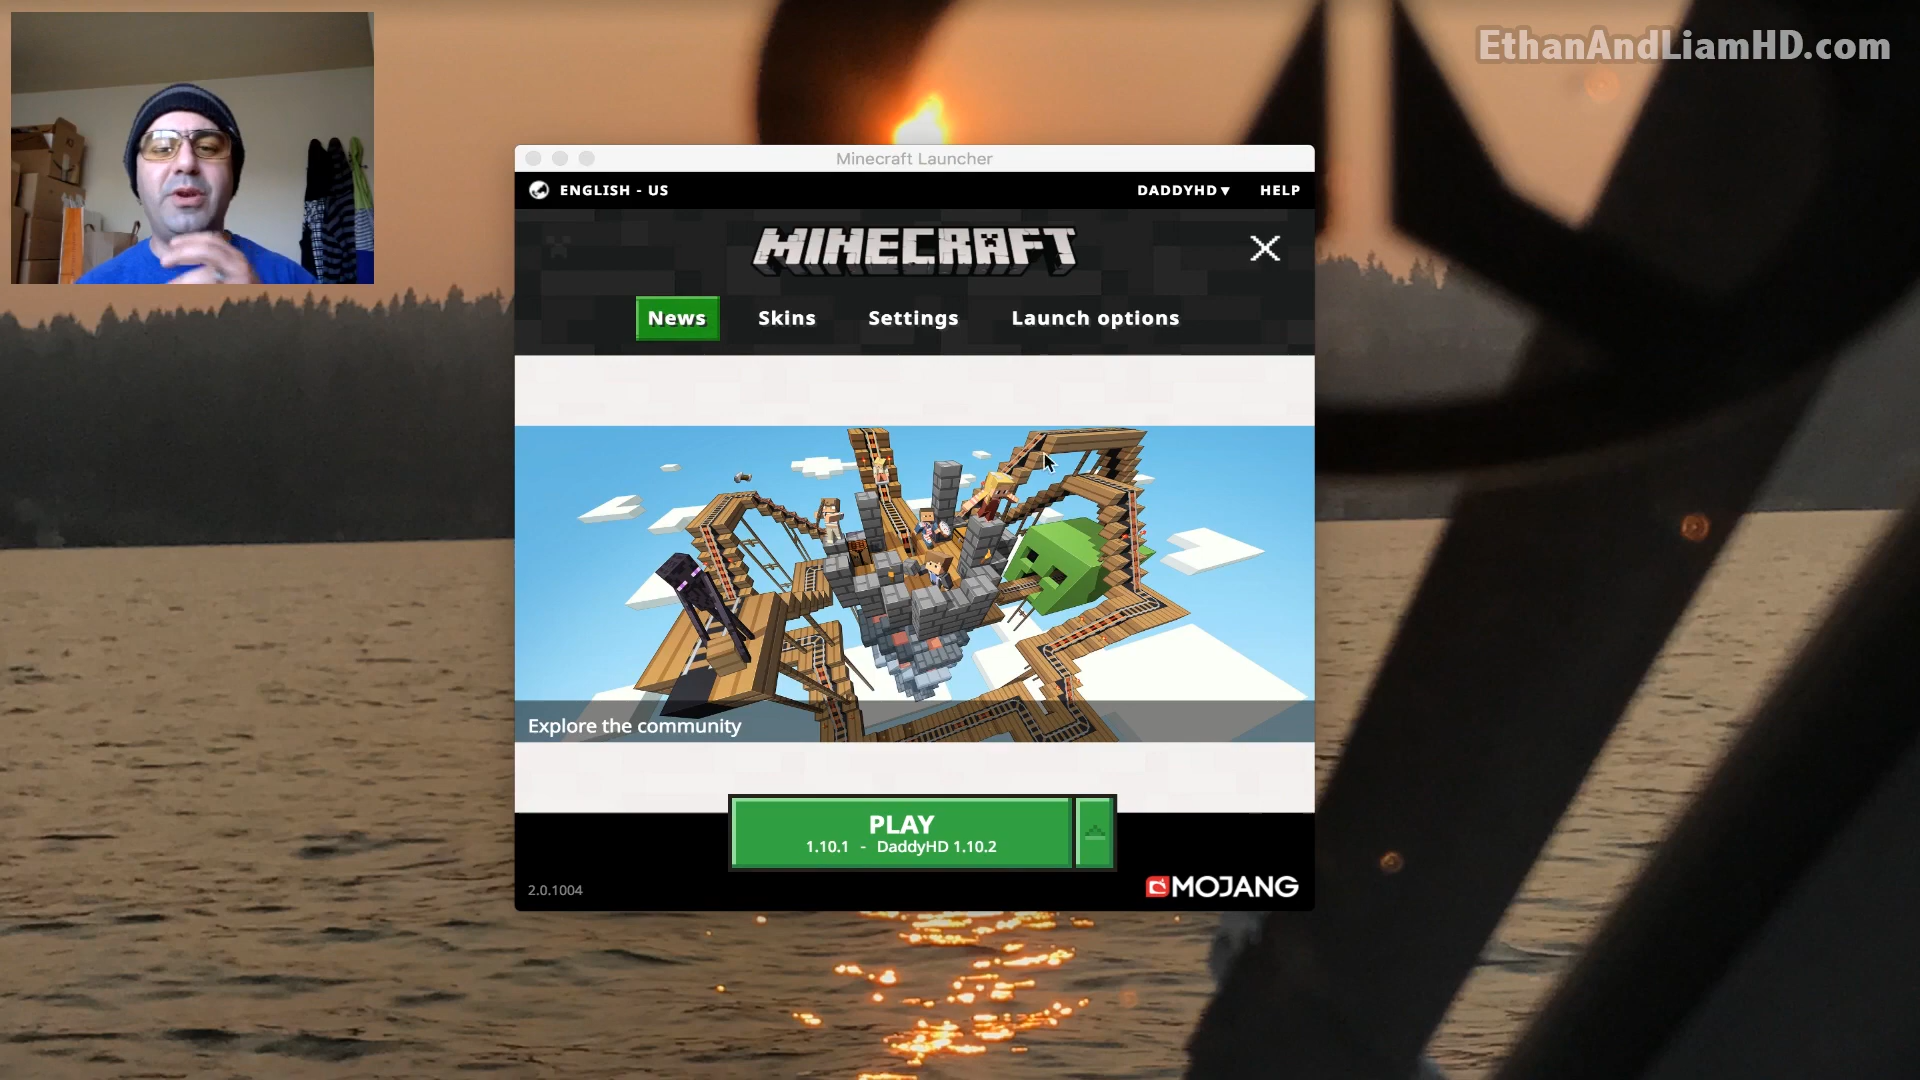 EthanAndLiamHD.com
Minecraft Launcher
ENGLISH - US
DADDYHD▼
HELP
MINECRAFT
News
Skins
Settings
Launch options
Explore the community
PLAY
1.10.1 - DaddyHD 1.10.2
2.0.1004
MOJANG